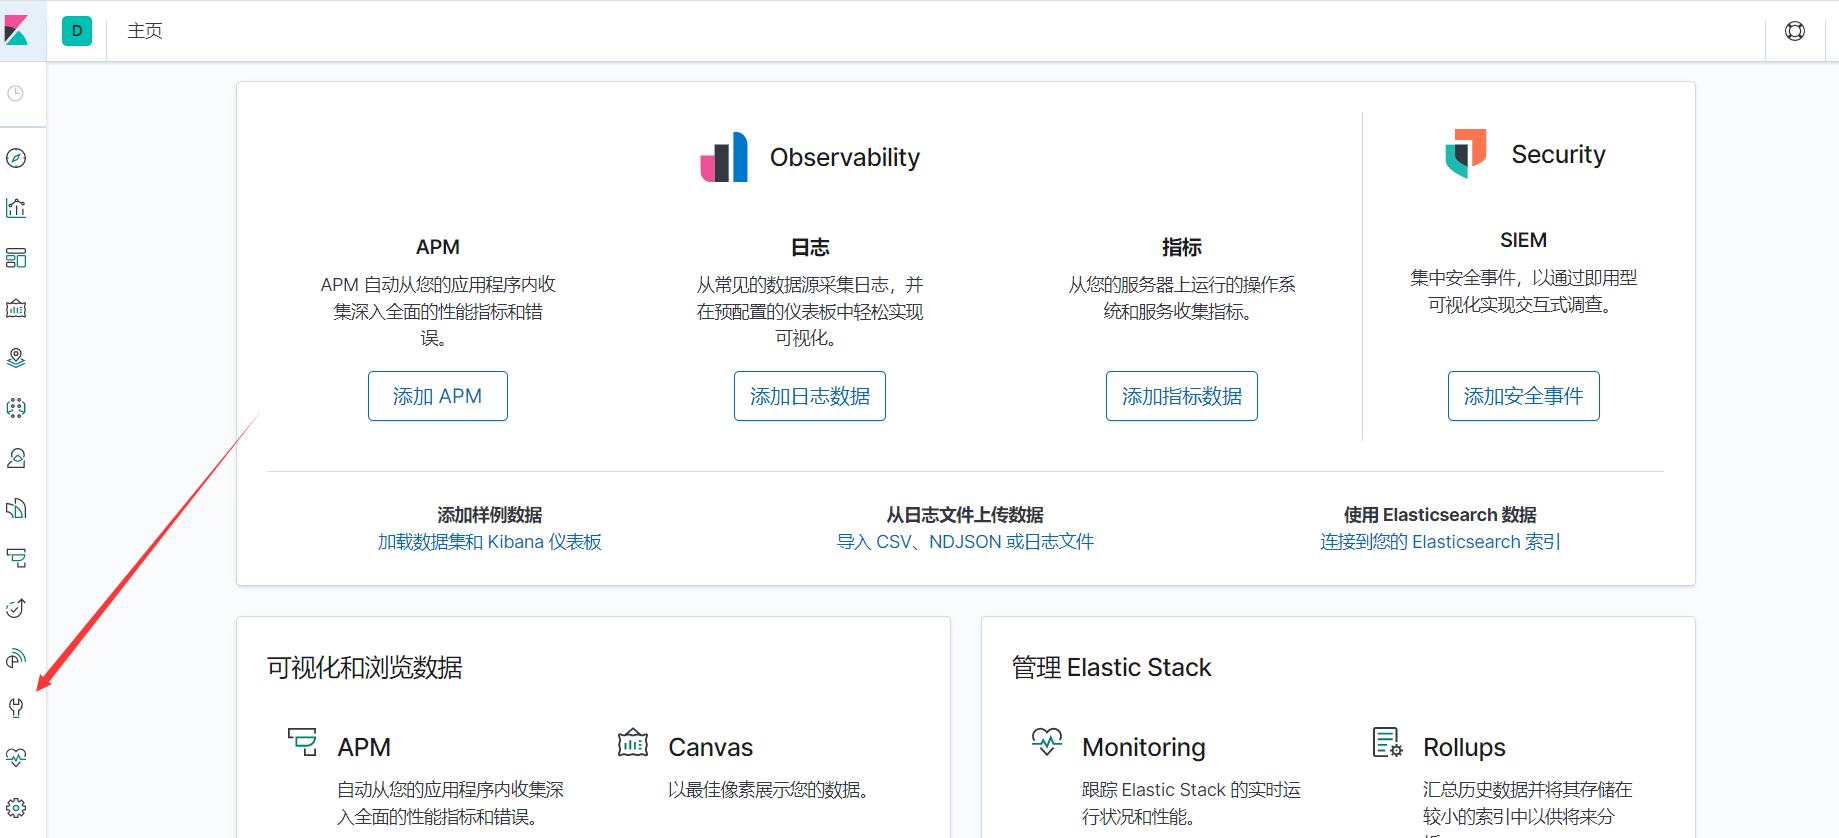 D
主页
Observability
Security
APM
APM 自动从您的应用程序内收
集深入全面的性能指标和错
误。
添加 APM
日志
从常见的数据源采集日志，并
在预配置的仪表板中轻松实现
可视化。
添加日志数据
指标
从您的服务器上运行的操作系
统和服务收集指标。
添加指标数据
SIEM
集中安全事件，以通过即用型
可视化实现交互式调查。
添加安全事件
添加样例数据
加载数据集和 Kibana 仪表板
从日志文件上传数据
导入 CSV、NDJSON 或日志文件
使用 Elasticsearch 数据
连接到您的 Elasticsearch 索引
可视化和浏览数据
APM
自动从您的应用程序内收集深
入全面的性能指标和错误。
Canvas
以最佳像素展示您的数据。
管理 Elastic Stack
Monitoring
跟踪 Elastic Stack 的实时运
行状况和性能。
Rollups
汇总历史数据并将其存储在
较小的索引中以供将来分